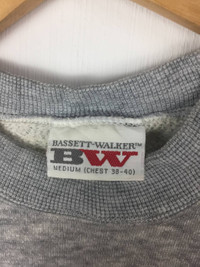 BASSETT-WALKER™
BW
MEDIUM (CHEST 38-40)